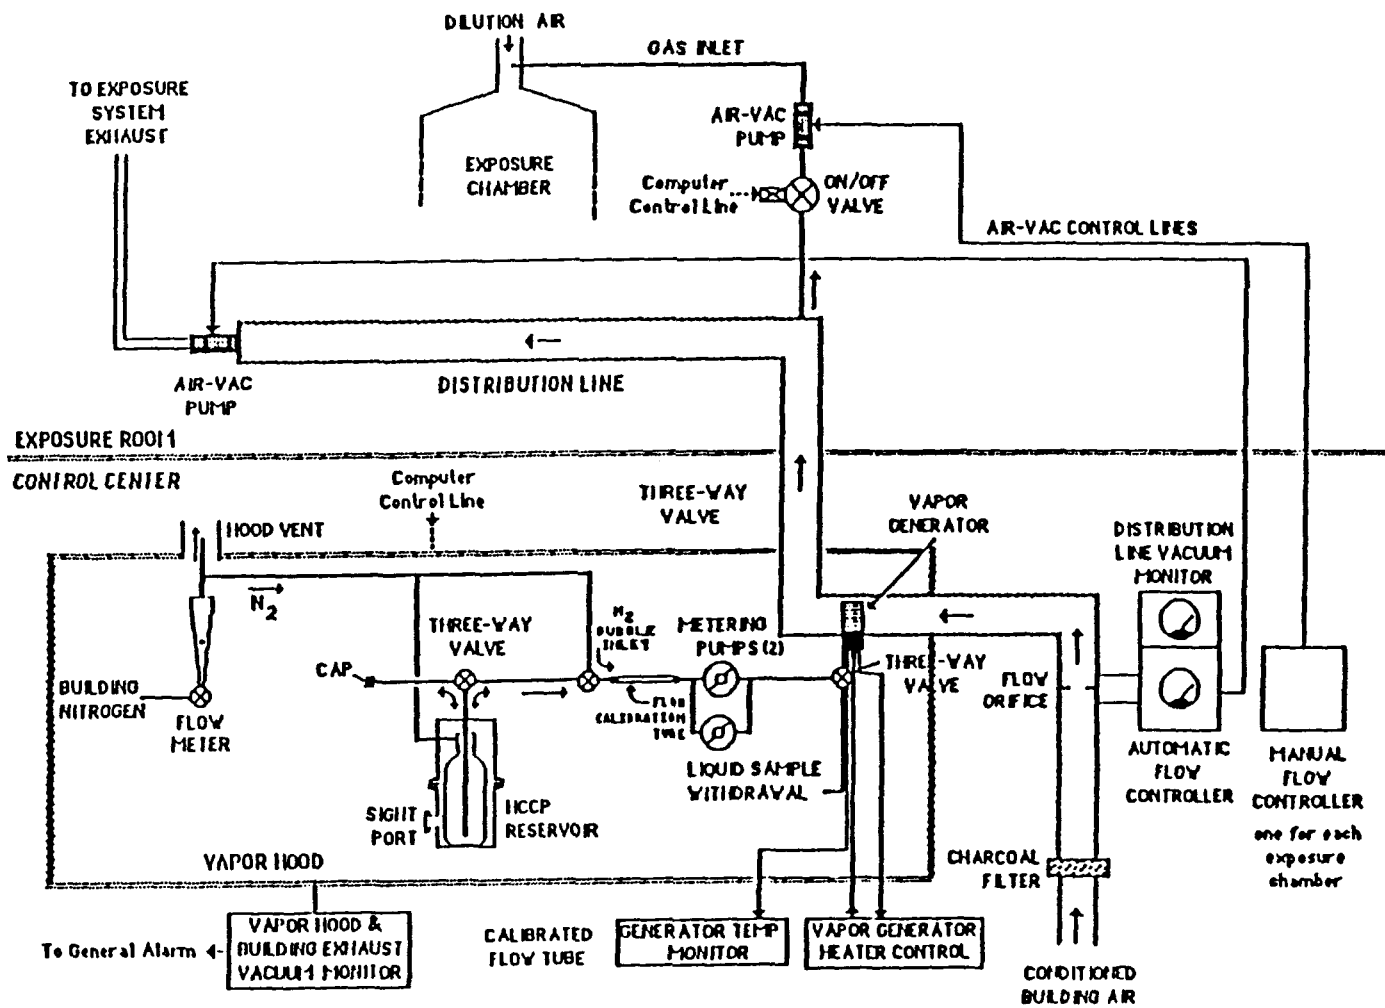 DILUTION AIR
GAS INLET
TO EXPOSURE
SYSTEM
EXHAUST
AIR-VAC
PUMP
EXPOSURE
CHAMBER
Computer
Control Line
ON/OFF
VALVE
AIR-VAC CONTROL LINES
AIR-VAC
PUMP
DISTRIBUTION LINE
EXPOSURE ROOM
CONTROL CENTER
Computer
Control Line
THREE-WAY
VALVE
VAPOR
GENERATOR
DISTRIBUTION
LINE VACUUM
MONITOR
HOOD VENT
N2
THREE-WAY
VALVE
N2
BUBBLE
INLET
METERING
PUMPS (2)
CAP
THREE-WAY
VALVE
FLOW
ORIFICE
BUILDING
NITROGEN
FLOW
METER
FLOW
CALIBRATION
TUBE
LIQUID SAMPLE
WITHDRAWAL
AUTOMATIC
FLOW
CONTROLLER
MANUAL
FLOW
CONTROLLER
one for each
exposure
chamber
SIGHT
PORT
HCCP
RESERVOIR
VAPOR HOOD
CHARCOAL
FILTER
To General Alarm
VAPOR HOOD &
BUILDING EXHAUST
VACUUM MONITOR
CALIBRATED
FLOW TUBE
GENERATOR TEMP
MONITOR
VAPOR GENERATOR
HEATER CONTROL
CONDITIONED
BUILDING AIR